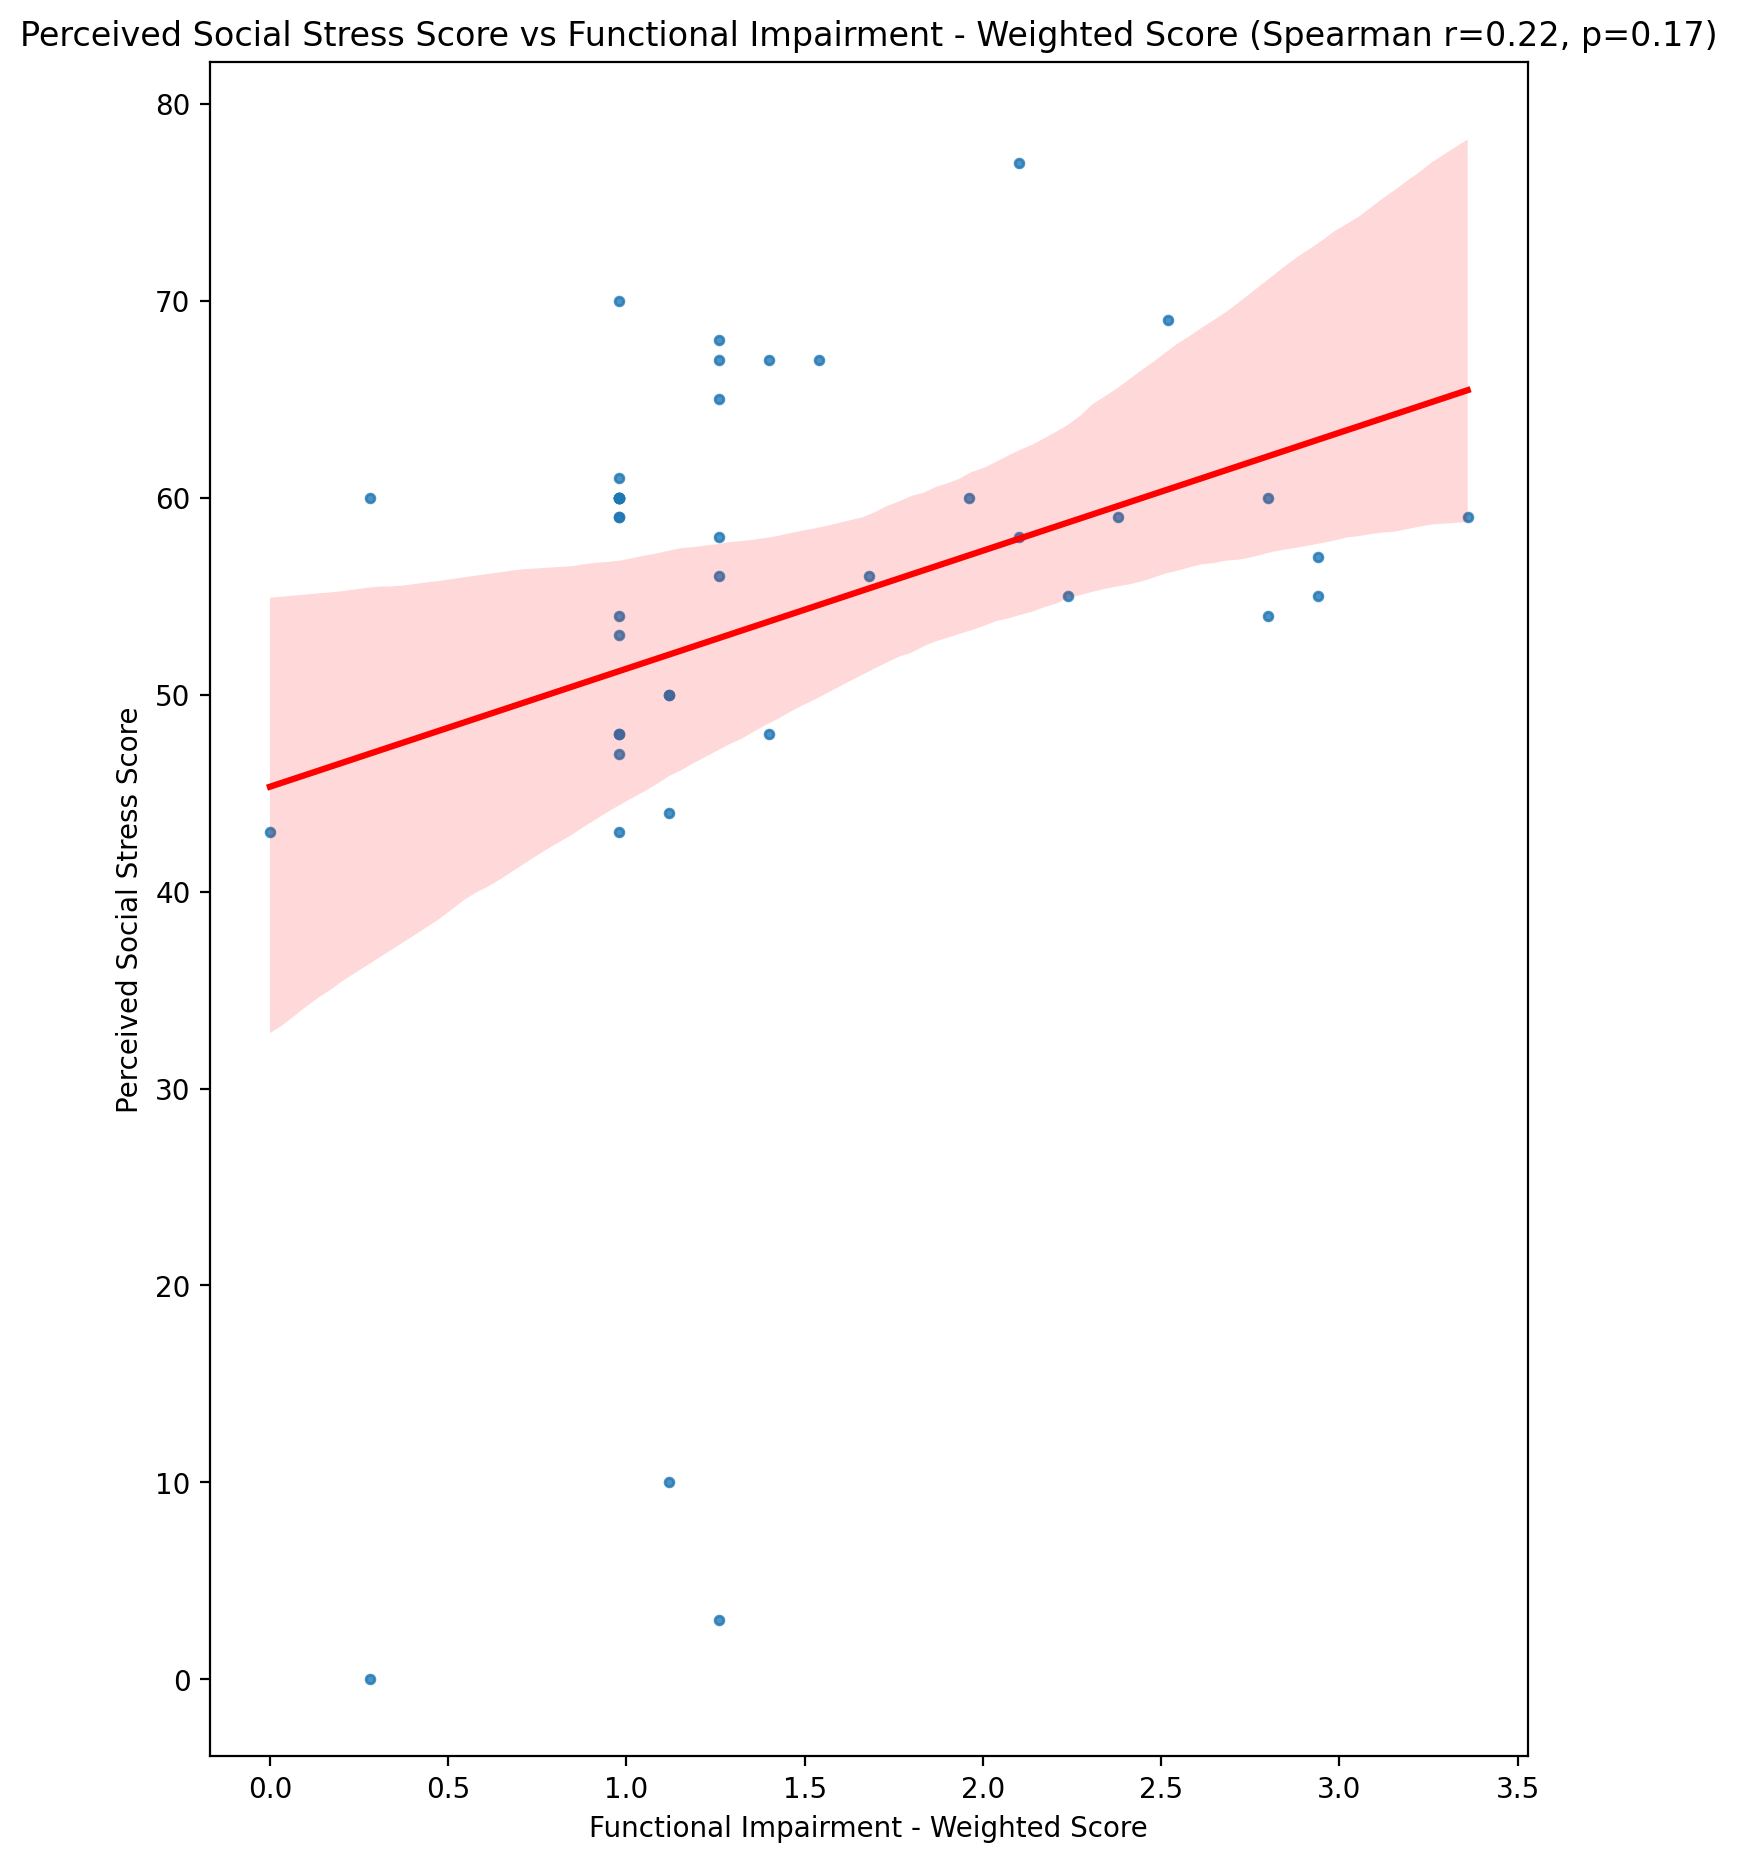 Perceived Social Stress Score vs Functional Impairment - Weighted Score (Spearman r=0.22, p=0.17)
80
70
60
50
40
30
20
10
0
Perceived Social Stress Score
0.0 0.5 1.0 1.5 2.0 2.5 3.0 3.5
Functional Impairment - Weighted Score